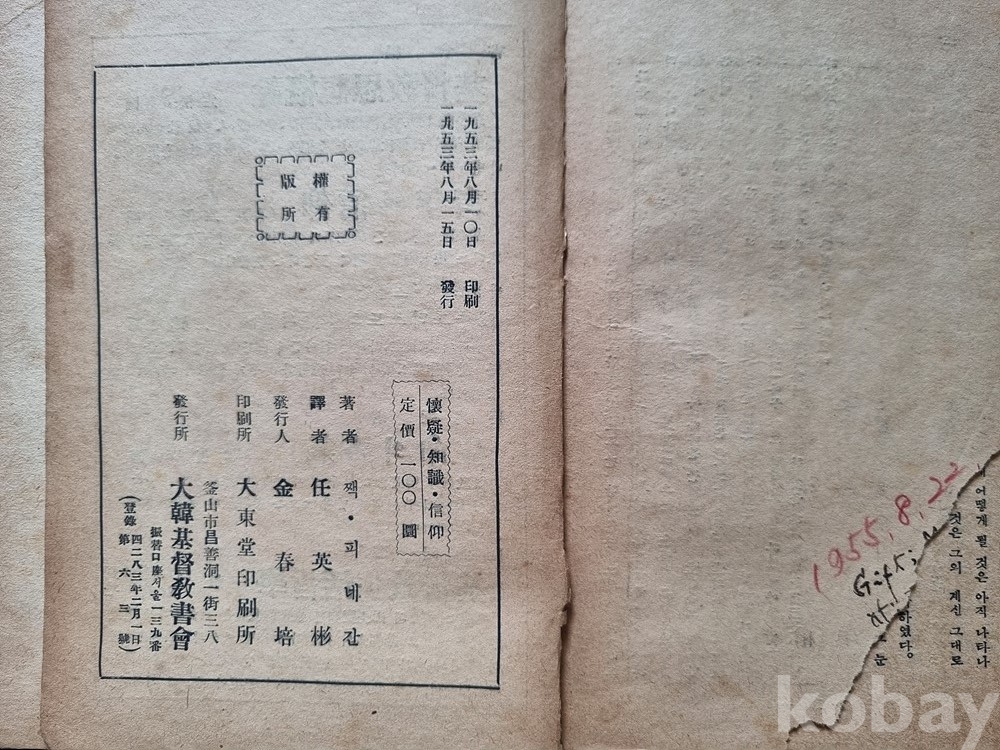 一九五三年八月一〇日 印刷
一九五三年八月一五日 發行
權有
版所
懷疑・知識・信仰
定價 一〇〇 圜
著者 잭・피 배간
譯者 任英彬
發行人 金春培
印刷所 大東堂印刷所
釜山市昌善洞一街三八
發行所 大韓基督敎書會
振替口座서울一三九番
(登錄 四二八三年二月一日
第六三號)
1955, 8, 22
어떻게 될 것은 아직 나타나
것은 그의 계신 그대로
하였다。
눈
kobay